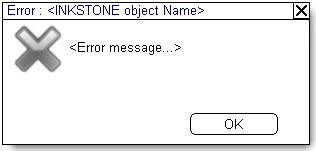 Error : <INKSTONE object Name>
<Error message...>
OK